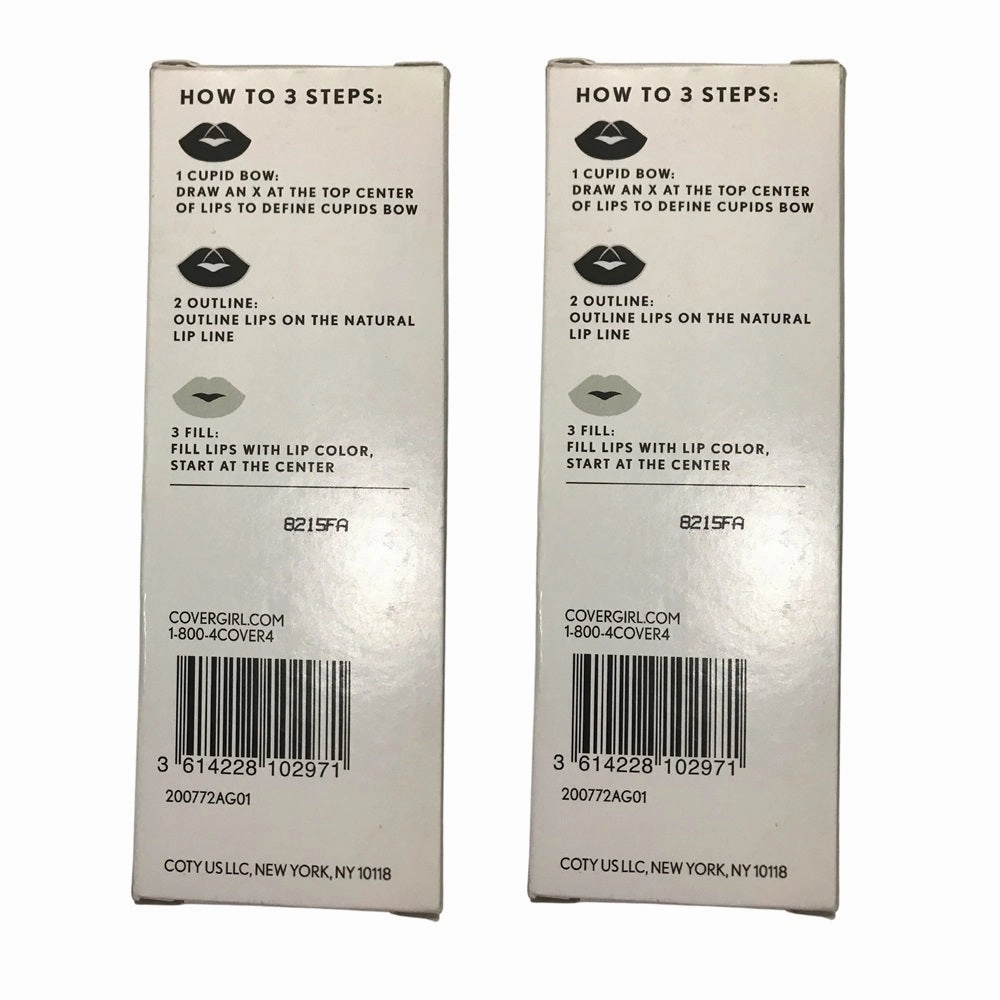 HOW TO 3 STEPS:
1 CUPID BOW:
DRAW AN X AT THE TOP CENTER
OF LIPS TO DEFINE CUPIDS BOW
2 OUTLINE:
OUTLINE LIPS ON THE NATURAL
LIP LINE
3 FILL:
FILL LIPS WITH LIP COLOR,
START AT THE CENTER
8215FA
COVERGIRL.COM
1-800-4COVER4
3 614228 102971
200772AG01
COTY US LLC, NEW YORK, NY 10118
HOW TO 3 STEPS:
1 CUPID BOW:
DRAW AN X AT THE TOP CENTER
OF LIPS TO DEFINE CUPIDS BOW
2 OUTLINE:
OUTLINE LIPS ON THE NATURAL
LIP LINE
3 FILL:
FILL LIPS WITH LIP COLOR,
START AT THE CENTER
8215FA
COVERGIRL.COM
1-800-4COVER4
3 614228 102971
200772AG01
COTY US LLC, NEW YORK, NY 10118